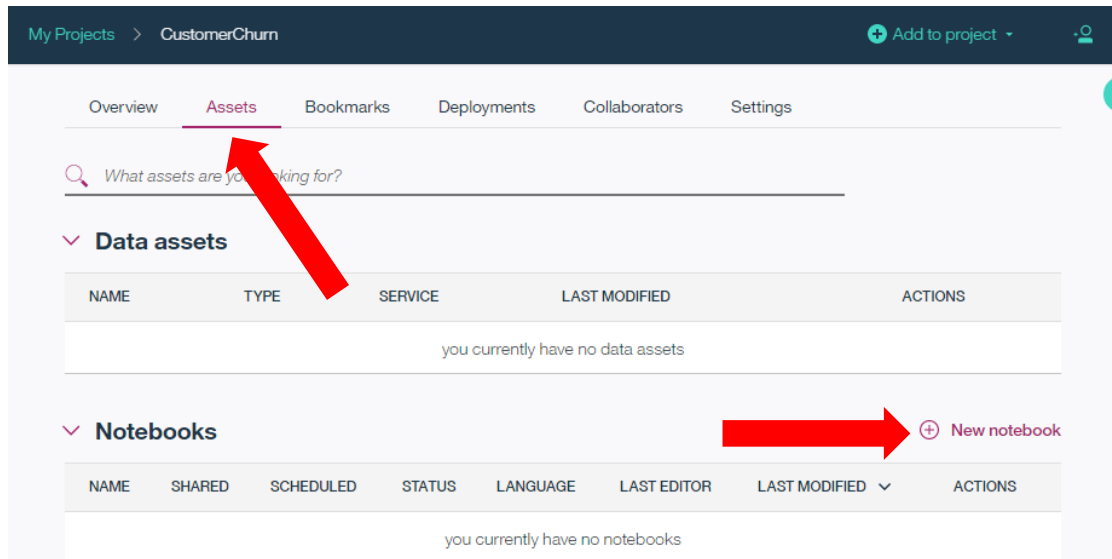 My Projects > CustomerChurn Add to project
Overview Assets Bookmarks Deployments Collaborators Settings
What assets are you looking for?
Data assets
NAME TYPE SERVICE LAST MODIFIED ACTIONS
you currently have no data assets
Notebooks New notebook
NAME SHARED SCHEDULED STATUS LANGUAGE LAST EDITOR LAST MODIFIED ACTIONS
you currently have no notebooks